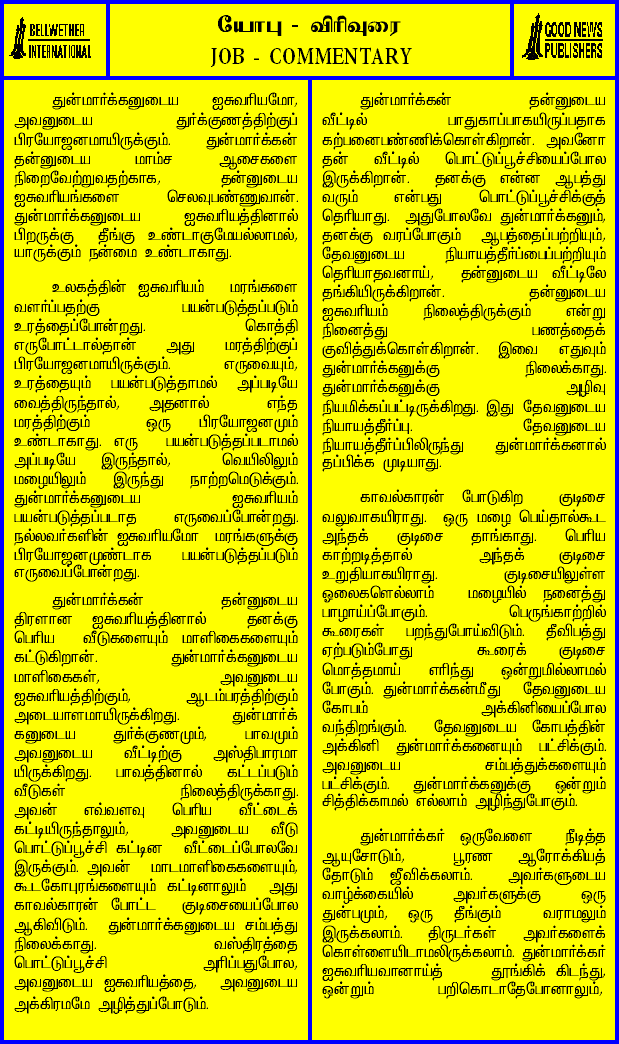 BELLWETHER
INTERNATIONAL
யோபு - விரிவுரை
JOB - COMMENTARY
GOOD NEWS
PUBLISHERS
துன்மார்க்கனுடைய ஐசுவரியமோ,
அவனுடைய துர்க்குணத்திற்குப்
பிரயோஜனமாயிருக்கும். துன்மார்க்கன்
தன்னுடைய மாம்ச ஆசைகளை
நிறைவேற்றுவதற்காக, தன்னுடைய
ஐசுவரியங்களை செலவுபண்ணுவான்.
துன்மார்க்கனுடைய ஐசுவரியத்தினால்
பிறருக்கு தீங்கு உண்டாகுமேயல்லாமல்,
யாருக்கும் நன்மை உண்டாகாது.
உலகத்தின் ஐசுவரியம் மரங்களை
வளர்ப்பதற்கு பயன்படுத்தப்படும்
உரத்தைப்போன்றது. கொத்தி
எருபோட்டால்தான் அது மரத்திற்குப்
பிரயோஜனமாயிருக்கும். எருவையும்,
உரத்தையும் பயன்படுத்தாமல் அப்படியே
வைத்திருந்தால், அதனால் எந்த
மரத்திற்கும் ஒரு பிரயோஜனமும்
உண்டாகாது. எரு பயன்படுத்தப்படாமல்
அப்படியே இருந்தால், வெயிலிலும்
மழையிலும் இருந்து நாற்றமெடுக்கும்.
துன்மார்க்கனுடைய ஐசுவரியம்
பயன்படுத்தப்படாத எருவைப்போன்றது.
நல்லவர்களின் ஐசுவரியமோ மரங்களுக்கு
பிரயோஜனமுண்டாக பயன்படுத்தப்படும்
எருவைப்போன்றது.
துன்மார்க்கன் தன்னுடைய
திரளான ஐசுவரியத்தினால் தனக்கு
பெரிய வீடுகளையும் மாளிகைகளையும்
கட்டுகிறான். துன்மார்க்கனுடைய
மாளிகைகள், அவனுடைய
ஐசுவரியத்திற்கும், ஆடம்பரத்திற்கும்
அடையாளமாயிருக்கிறது. துன்மார்க்
கனுடைய துர்க்குணமும், பாவமும்
அவனுடைய வீட்டிற்கு அஸ்திபாரமா
யிருக்கிறது. பாவத்தினால் கட்டப்படும்
வீடுகள் நிலைத்திருக்காது.
அவன் எவ்வளவு பெரிய வீட்டைக்
கட்டியிருந்தாலும், அவனுடைய வீடு
பொட்டுப்பூச்சி கட்டின வீட்டைப்போலவே
இருக்கும். அவன் மாடமாளிகைகளையும்,
கூடகோபுரங்களையும் கட்டினாலும் அது
காவல்காரன் போட்ட குடிசையைப்போல
ஆகிவிடும். துன்மார்க்கனுடைய சம்பத்து
நிலைக்காது. வஸ்திரத்தை
பொட்டுப்பூச்சி அரிப்பதுபோல,
அவனுடைய ஐசுவரியத்தை, அவனுடைய
அக்கிரமமே அழித்துப்போடும்.
துன்மார்க்கன் தன்னுடைய
வீட்டில் பாதுகாப்பாகயிருப்பதாக
கற்பனைபண்ணிக்கொள்கிறான். அவனோ
தன் வீட்டில் பொட்டுப்பூச்சியைப்போல
இருக்கிறான். தனக்கு என்ன ஆபத்து
வரும் என்பது பொட்டுப்பூச்சிக்குத்
தெரியாது. அதுபோலவே துன்மார்க்கனும்,
தனக்கு வரப்போகும் ஆபத்தைப்பற்றியும்,
தேவனுடைய நியாயத்தீர்ப்பைப்பற்றியும்
தெரியாதவனாய், தன்னுடைய வீட்டிலே
தங்கியிருக்கிறான். தன்னுடைய
ஐசுவரியம் நிலைத்திருக்கும் என்று
நினைத்து பணத்தைக்
குவித்துக்கொள்கிறான். இவை எதுவும்
துன்மார்க்கனுக்கு நிலைக்காது.
துன்மார்க்கனுக்கு அழிவு
நியமிக்கப்பட்டிருக்கிறது. இது தேவனுடைய
நியாயத்தீர்ப்பு. தேவனுடைய
நியாயத்தீர்ப்பிலிருந்து துன்மார்க்கனால்
தப்பிக்க முடியாது.
காவல்காரன் போடுகிற குடிசை
வலுவாகயிராது. ஒரு மழை பெய்தால்கூட
அந்தக் குடிசை தாங்காது. பெரிய
காற்றடித்தால் அந்தக் குடிசை
உறுதியாகயிராது. குடிசையிலுள்ள
ஓலைகளெல்லாம் மழையில் நனைத்து
பாழாய்ப்போகும். பெருங்காற்றில்
கூரைகள் பறந்துபோய்விடும். தீவிபத்து
ஏற்படும்போது கூரைக் குடிசை
மொத்தமாய் எரிந்து ஒன்றுமில்லாமல்
போகும். துன்மார்க்கன்மீது தேவனுடைய
கோபம் அக்கினியைப்போல
வந்திறங்கும். தேவனுடைய கோபத்தின்
அக்கினி துன்மார்க்கனையும் பட்சிக்கும்.
அவனுடைய சம்பத்துக்களையும்
பட்சிக்கும். துன்மார்க்கனுக்கு ஒன்றும்
சித்திக்காமல் எல்லாம் அழிந்துபோகும்.
துன்மார்க்கர் ஒருவேளை நீடித்த
ஆயுசோடும், பூரண ஆரோக்கியத்
தோடும் ஜீவிக்கலாம். அவர்களுடைய
வாழ்க்கையில் அவர்களுக்கு ஒரு
துன்பமும், ஒரு தீங்கும் வராமலும்
இருக்கலாம். திருடர்கள் அவர்களைக்
கொள்ளையிடாமலிருக்கலாம். துன்மார்க்கர்
ஐசுவரியவானாய்த் தூங்கிக் கிடந்து,
ஒன்றும் பறிகொடாதேபோனாலும்,